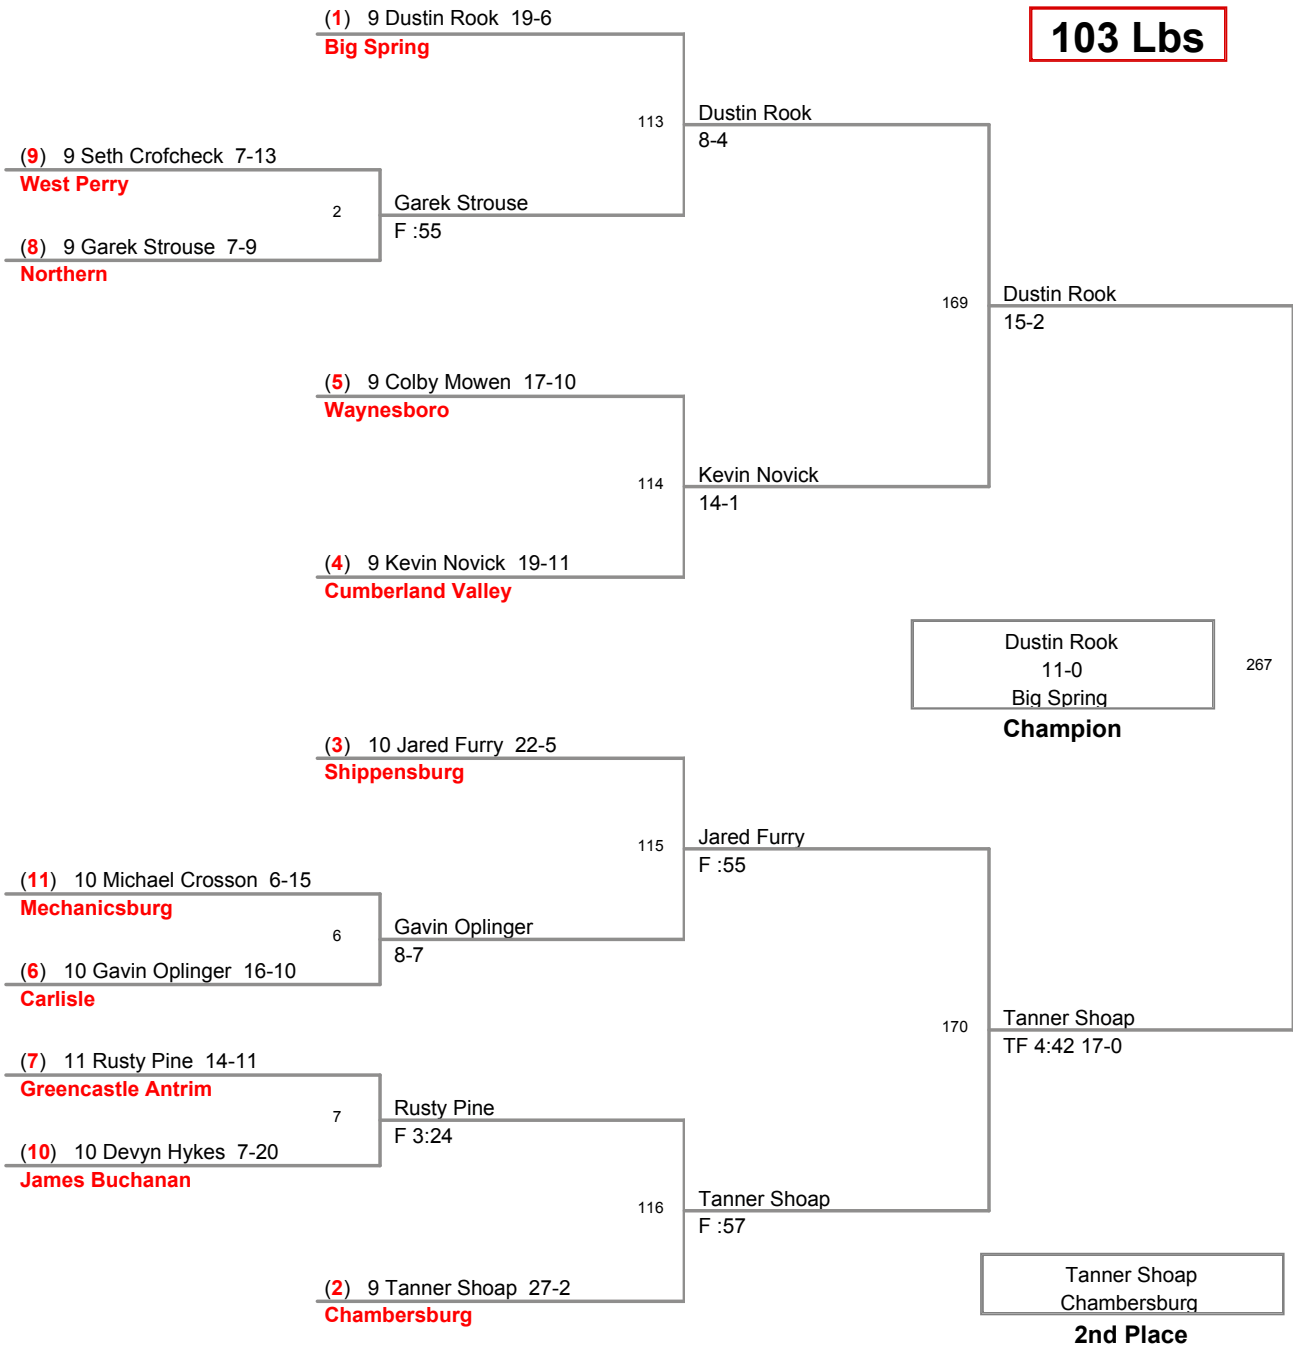 (1) 9 Dustin Rook 19-6
Big Spring
103 Lbs
113
Dustin Rook
8-4
(9) 9 Seth Crofcheck 7-13
West Perry
2
Garek Strouse
F :55
(8) 9 Garek Strouse 7-9
Northern
169
Dustin Rook
15-2
(5) 9 Colby Mowen 17-10
Waynesboro
114
Kevin Novick
14-1
(4) 9 Kevin Novick 19-11
Cumberland Valley
Dustin Rook
11-0
Big Spring
Champion
267
(3) 10 Jared Furry 22-5
Shippensburg
115
Jared Furry
F :55
(11) 10 Michael Crosson 6-15
Mechanicsburg
6
Gavin Oplinger
8-7
(6) 10 Gavin Oplinger 16-10
Carlisle
170
Tanner Shoap
TF 4:42 17-0
(7) 11 Rusty Pine 14-11
Greencastle Antrim
7
Rusty Pine
F 3:24
(10) 10 Devyn Hykes 7-20
James Buchanan
116
Tanner Shoap
F :57
(2) 9 Tanner Shoap 27-2
Chambersburg
Tanner Shoap
Chambersburg
2nd Place